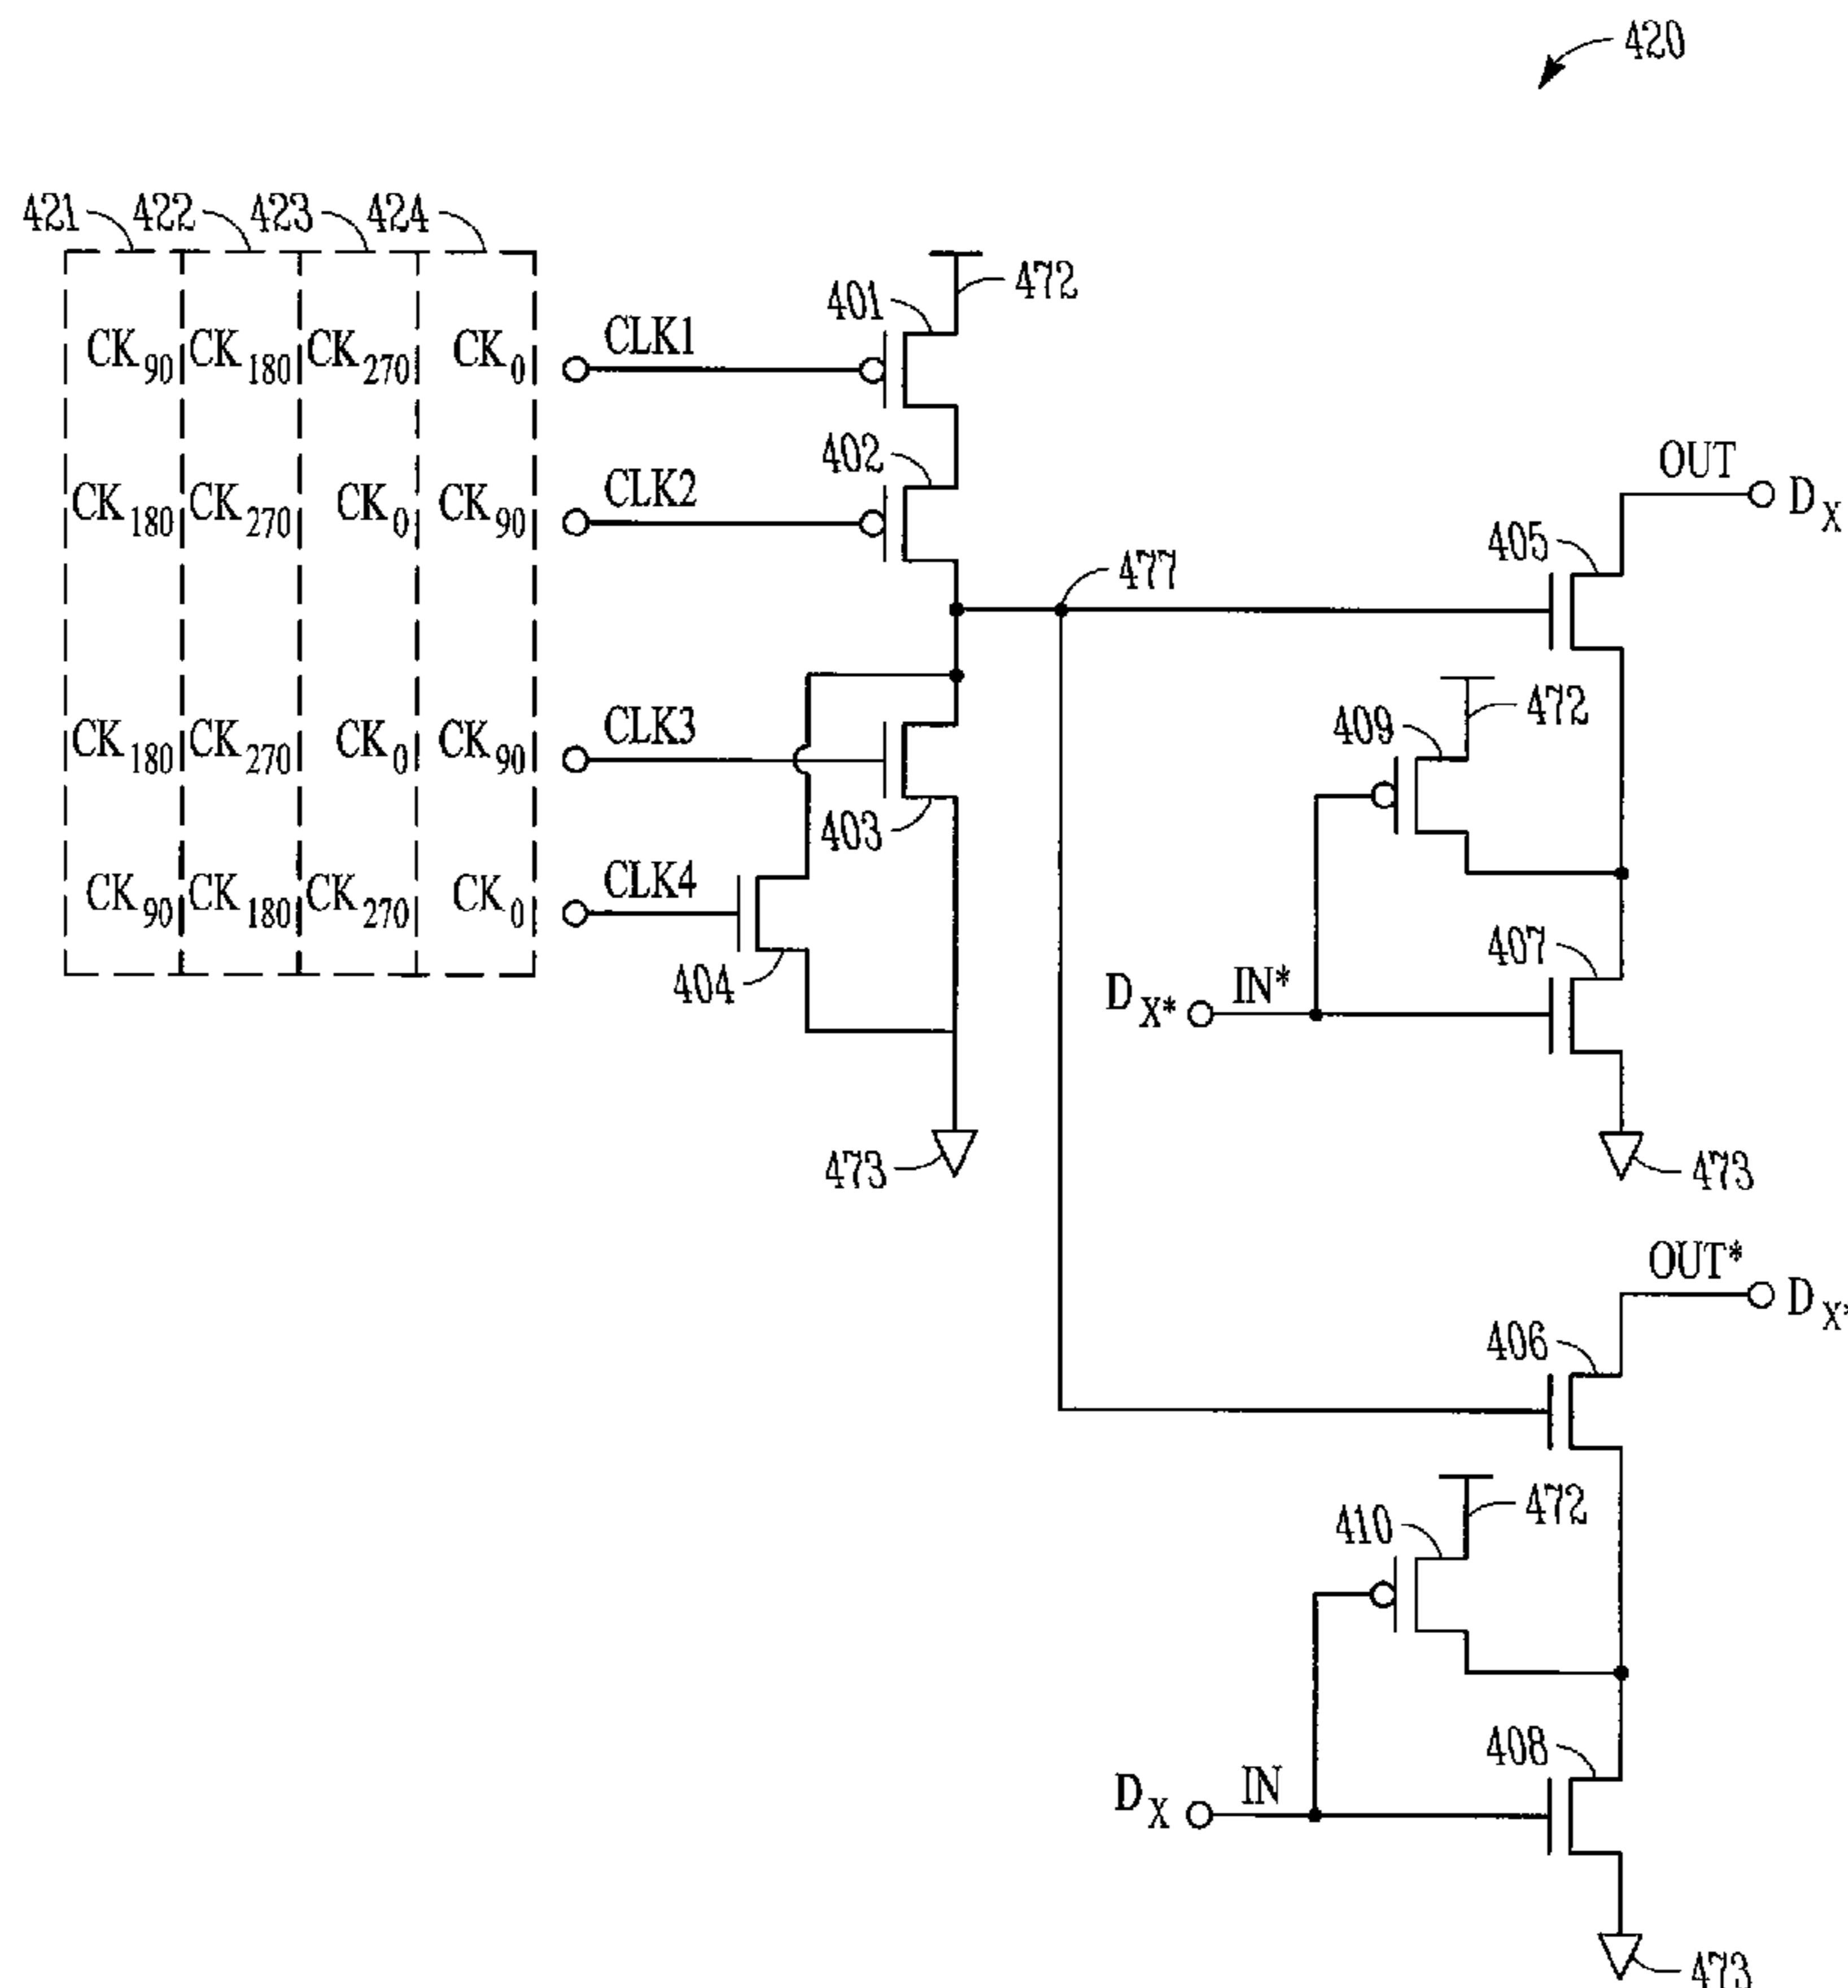 420
421 422 423 424
472
401
CK90 CK180 CK270 CK0 CLK1
402
OUT
CK180 CK270 CK0 CK90 CLK2
DX
405
477
472
409
CK180 CK270 CK0 CK90 CLK3
403
CK90 CK180 CK270 CK0 CLK4
407
404
DX* IN*
473
473
OUT*
DX*
406
472
410
408
DX IN
473